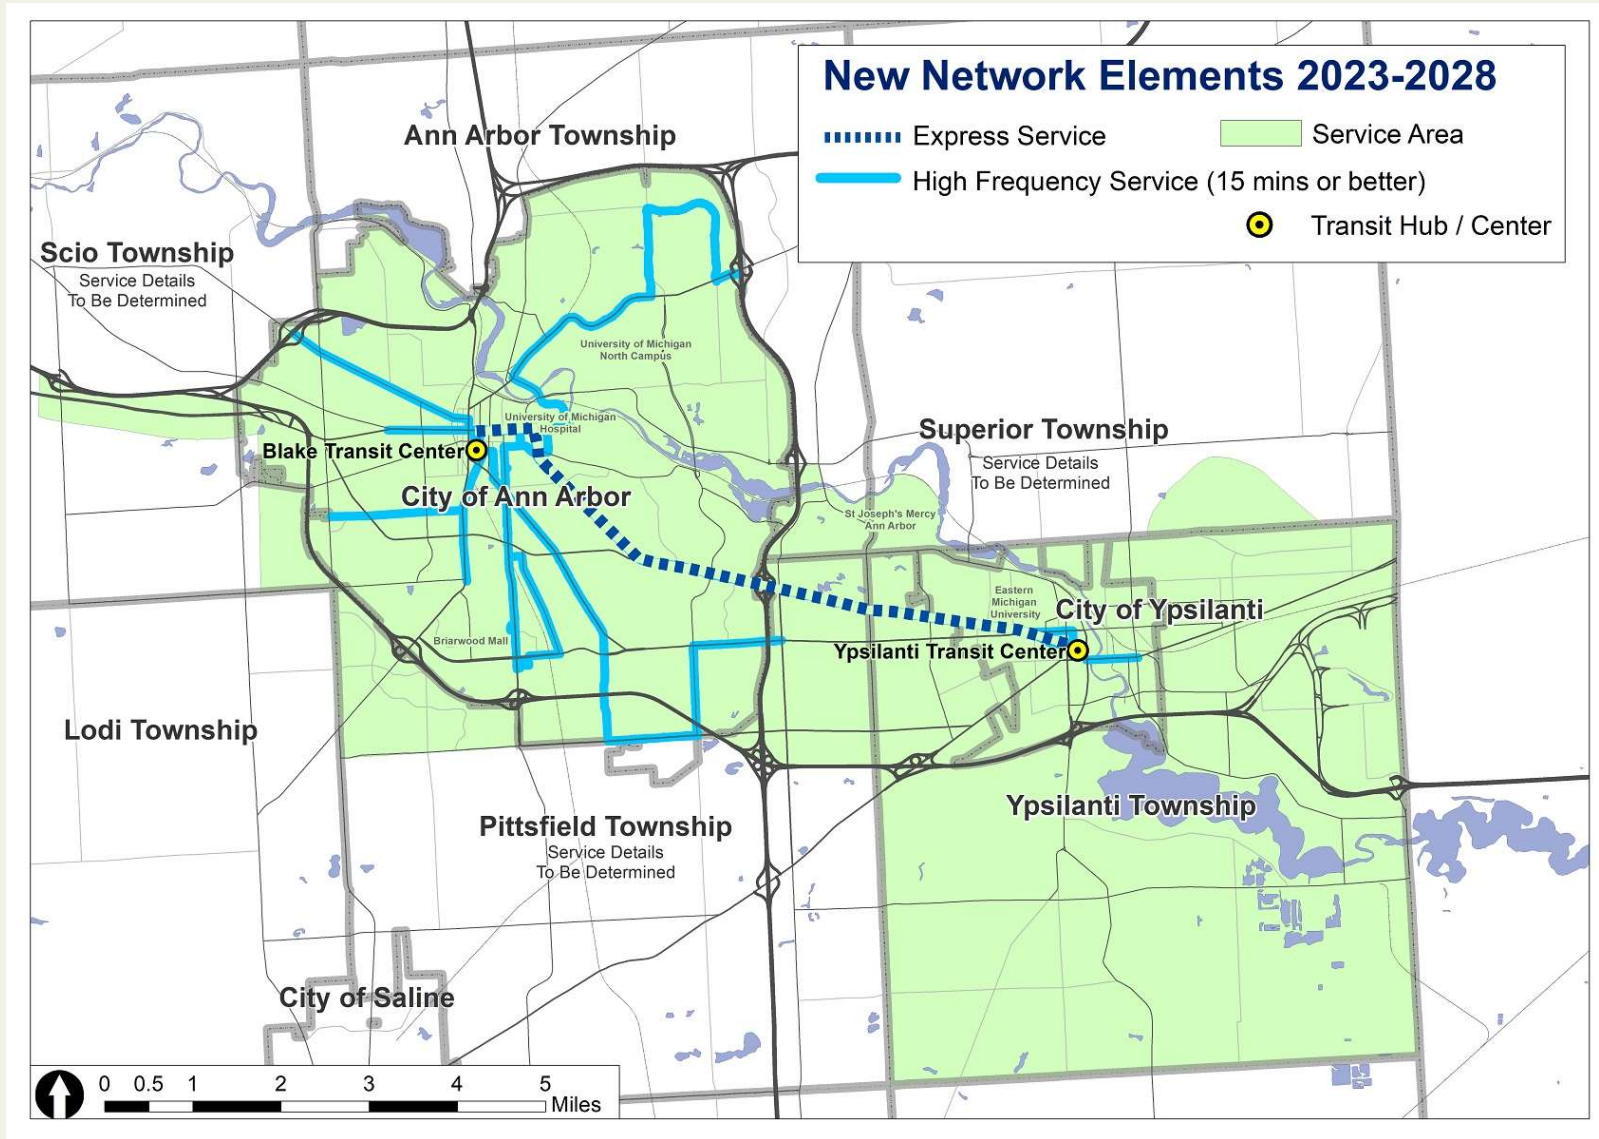 New Network Elements 2023-2028
Express Service
Service Area
High Frequency Service (15 mins or better)
Transit Hub / Center
Ann Arbor Township
Scio Township
Service Details
To Be Determined
University of Michigan
North Campus
University of Michigan
Hospital
Blake Transit Center
City of Ann Arbor
Superior Township
Service Details
To Be Determined
St Joseph's Mercy
Ann Arbor
Eastern
Michigan
University
City of Ypsilanti
Briarwood Mall
Ypsilanti Transit Center
Lodi Township
Pittsfield Township
Service Details
To Be Determined
Ypsilanti Township
City of Saline
0 0.5 1 2 3 4 5
Miles